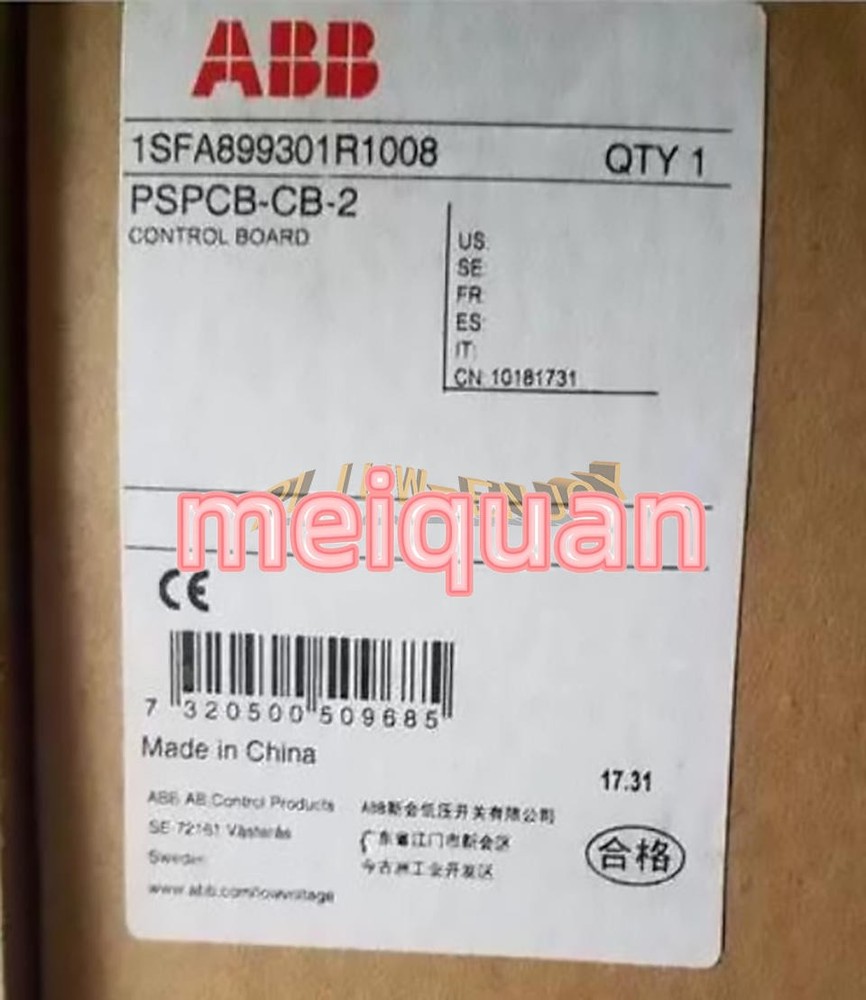 ABB
1SFA899301R1008 QTY 1
PSPCB-CB-2
CONTROL BOARD
US:
SE:
FR:
ES:
IT:
CN: 10181731
meiquan
CE
7 320500 509685
Made in China
17.31
ABB AB Control Products
SE-72161 Västerås
Sweden
www.abb.com/lowvoltage
ABB新会低压开关有限公司
广东省江门市新会区
今古洲工业开发区
合格